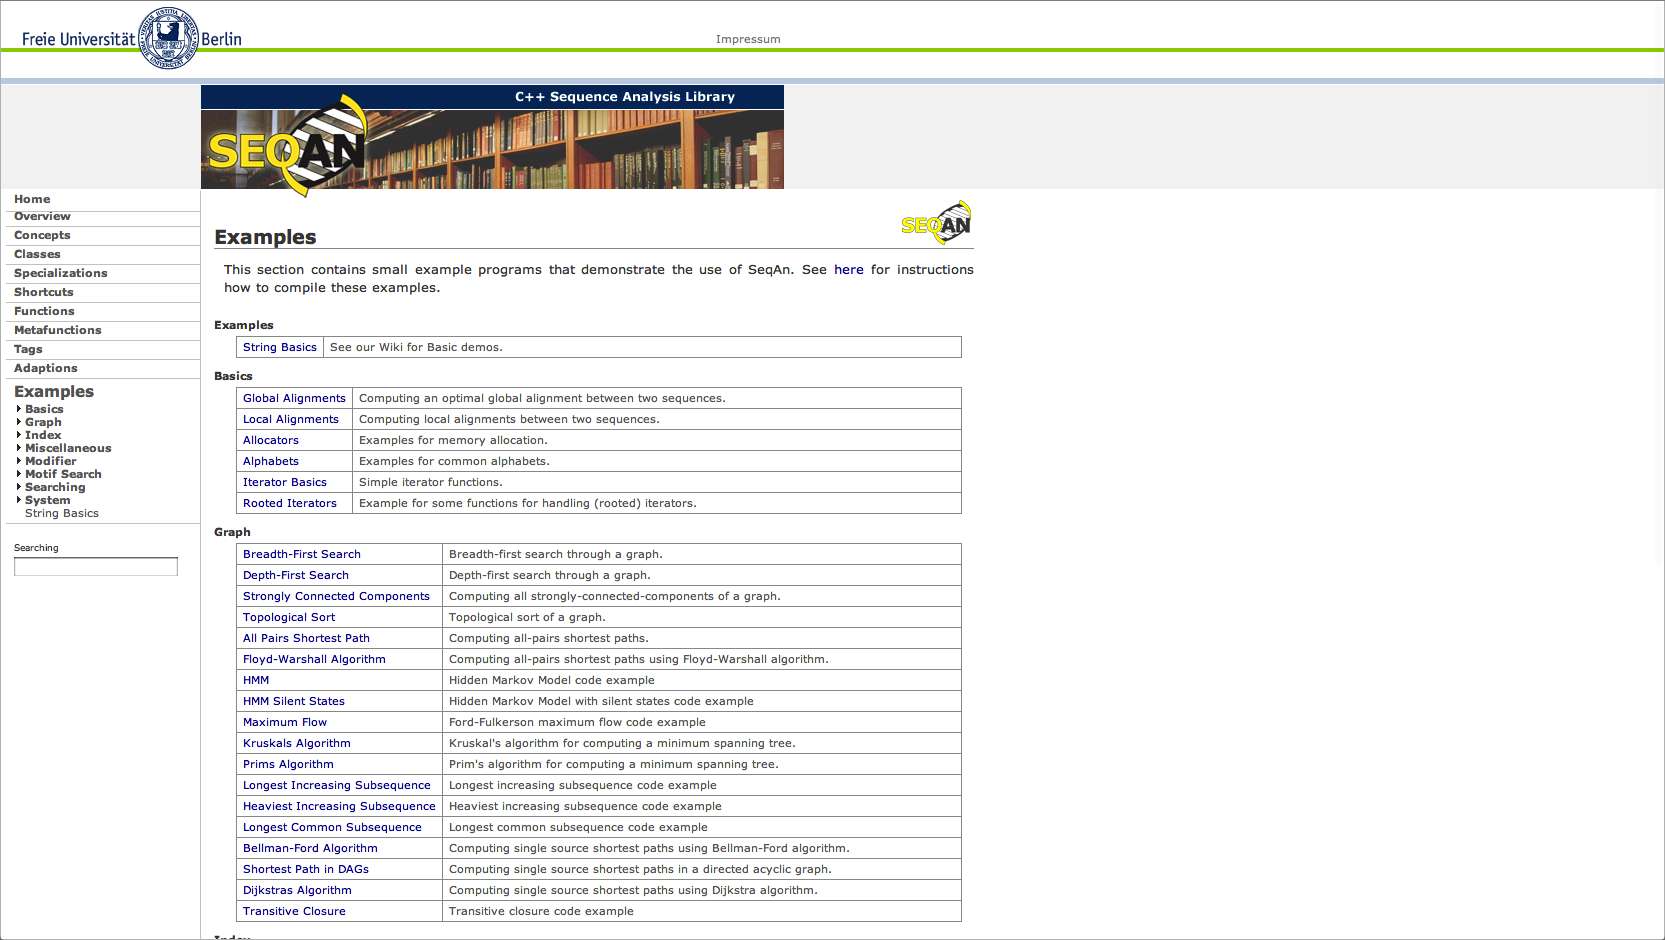 Freie Universität Berlin
Impressum
C++ Sequence Analysis Library
SEQAN
Home
Overview
Concepts
Classes
Specializations
Shortcuts
Functions
Metafunctions
Tags
Adaptions
Examples
Basics
Graph
Index
Miscellaneous
Modifier
Motif Search
Searching
System
String Basics
Searching
SEQAN
Examples
This section contains small example programs that demonstrate the use of SeqAn. See here for instructions
how to compile these examples.
Examples
String Basics See our Wiki for Basic demos.
Basics
Global Alignments Computing an optimal global alignment between two sequences.
Local Alignments Computing local alignments between two sequences.
Allocators Examples for memory allocation.
Alphabets Examples for common alphabets.
Iterator Basics Simple iterator functions.
Rooted Iterators Example for some functions for handling (rooted) iterators.
Graph
Breadth-First Search Breadth-first search through a graph.
Depth-First Search Depth-first search through a graph.
Strongly Connected Components Computing all strongly-connected-components of a graph.
Topological Sort Topological sort of a graph.
All Pairs Shortest Path Computing all-pairs shortest paths.
Floyd-Warshall Algorithm Computing all-pairs shortest paths using Floyd-Warshall algorithm.
HMM Hidden Markov Model code example
HMM Silent States Hidden Markov Model with silent states code example
Maximum Flow Ford-Fulkerson maximum flow code example
Kruskals Algorithm Kruskal's algorithm for computing a minimum spanning tree.
Prims Algorithm Prim's algorithm for computing a minimum spanning tree.
Longest Increasing Subsequence Longest increasing subsequence code example
Heaviest Increasing Subsequence Heaviest increasing subsequence code example
Longest Common Subsequence Longest common subsequence code example
Bellman-Ford Algorithm Computing single source shortest paths using Bellman-Ford algorithm.
Shortest Path in DAGs Computing single source shortest paths in a directed acyclic graph.
Dijkstras Algorithm Computing single source shortest paths using Dijkstra algorithm.
Transitive Closure Transitive closure code example
Index